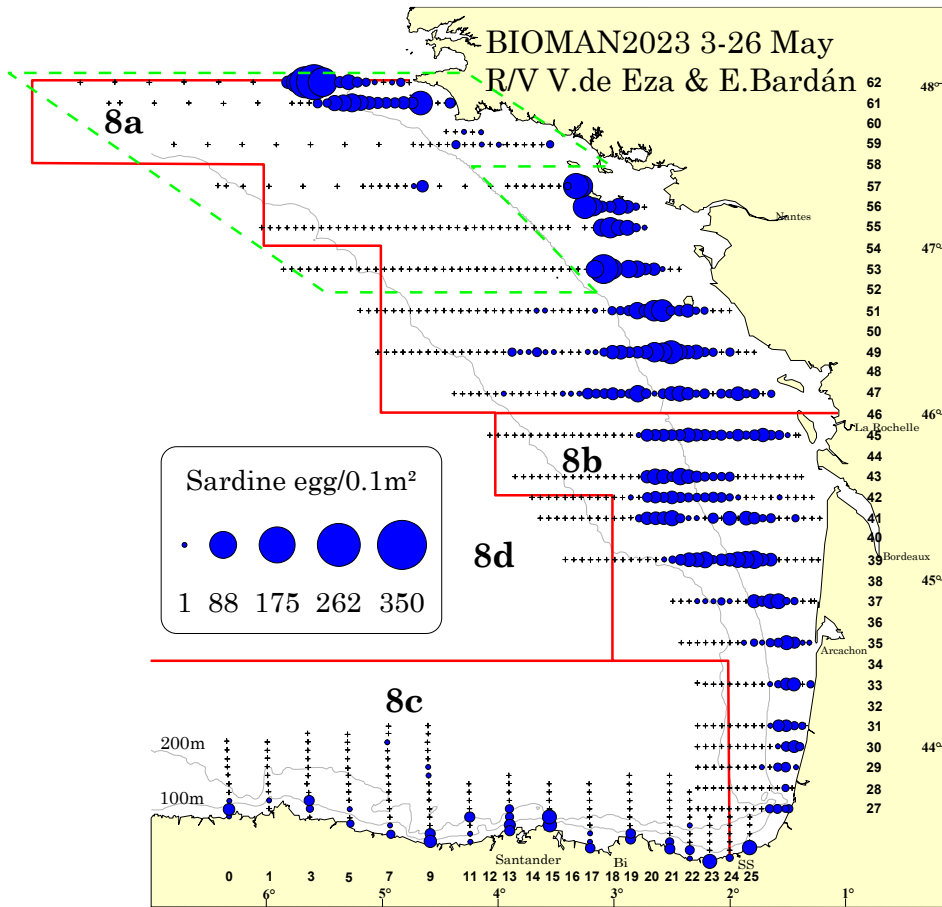 BIOMAN2023 3-26 May
R/V V.de Eza & E.Bardán
62
48°
61
8a
60
59
58
57
56
Nantes
55
54
47°
53
52
51
50
49
48
47
46
46°
La Rochelle
45
8b
44
43
42
41
40
Bordeaux
39
38
45°
37
36
Arcachon
35
34
33
32
31
30
44°
29
28
27
Sardine egg/0.1m²
1 88 175 262 350
8d
8c
200m
100m
Santander Bi SS
0 1 3 5 7 9 11 12 13 14 15 16 17 18 19 20 21 22 23 24 25
6° 5° 4° 3° 2° 1°